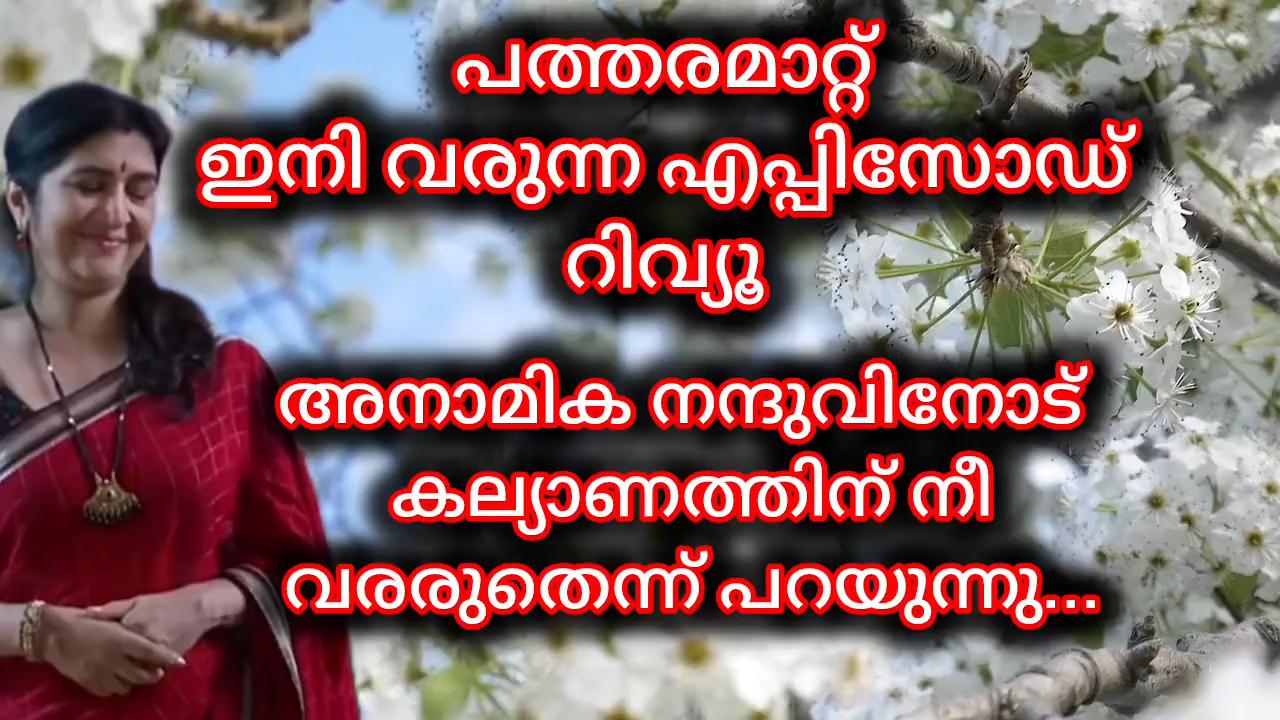 പത്തരമാറ്റ്
ഇനി വരുന്ന എപ്പിസോഡ്
റിവ്യൂ
അനാമിക നന്ദുവിനോട്
കല്യാണത്തിന് നീ
വരരുതെന്ന് പറയുന്നു...